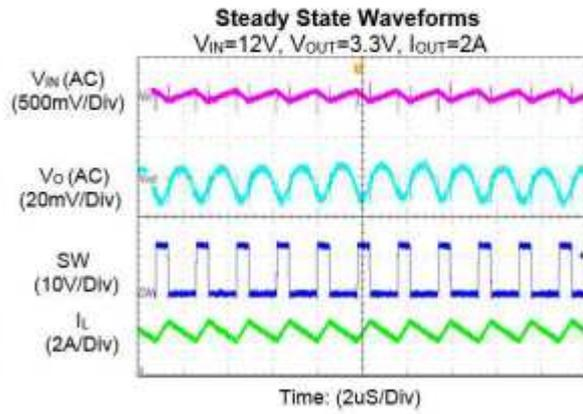 Steady State Waveforms
VIN=12V, VOUT=3.3V, IOUT=2A
VIN (AC)
(500mV/Div)
VO (AC)
(20mV/Div)
SW
(10V/Div)
IL
(2A/Div)
Time: (2uS/Div)